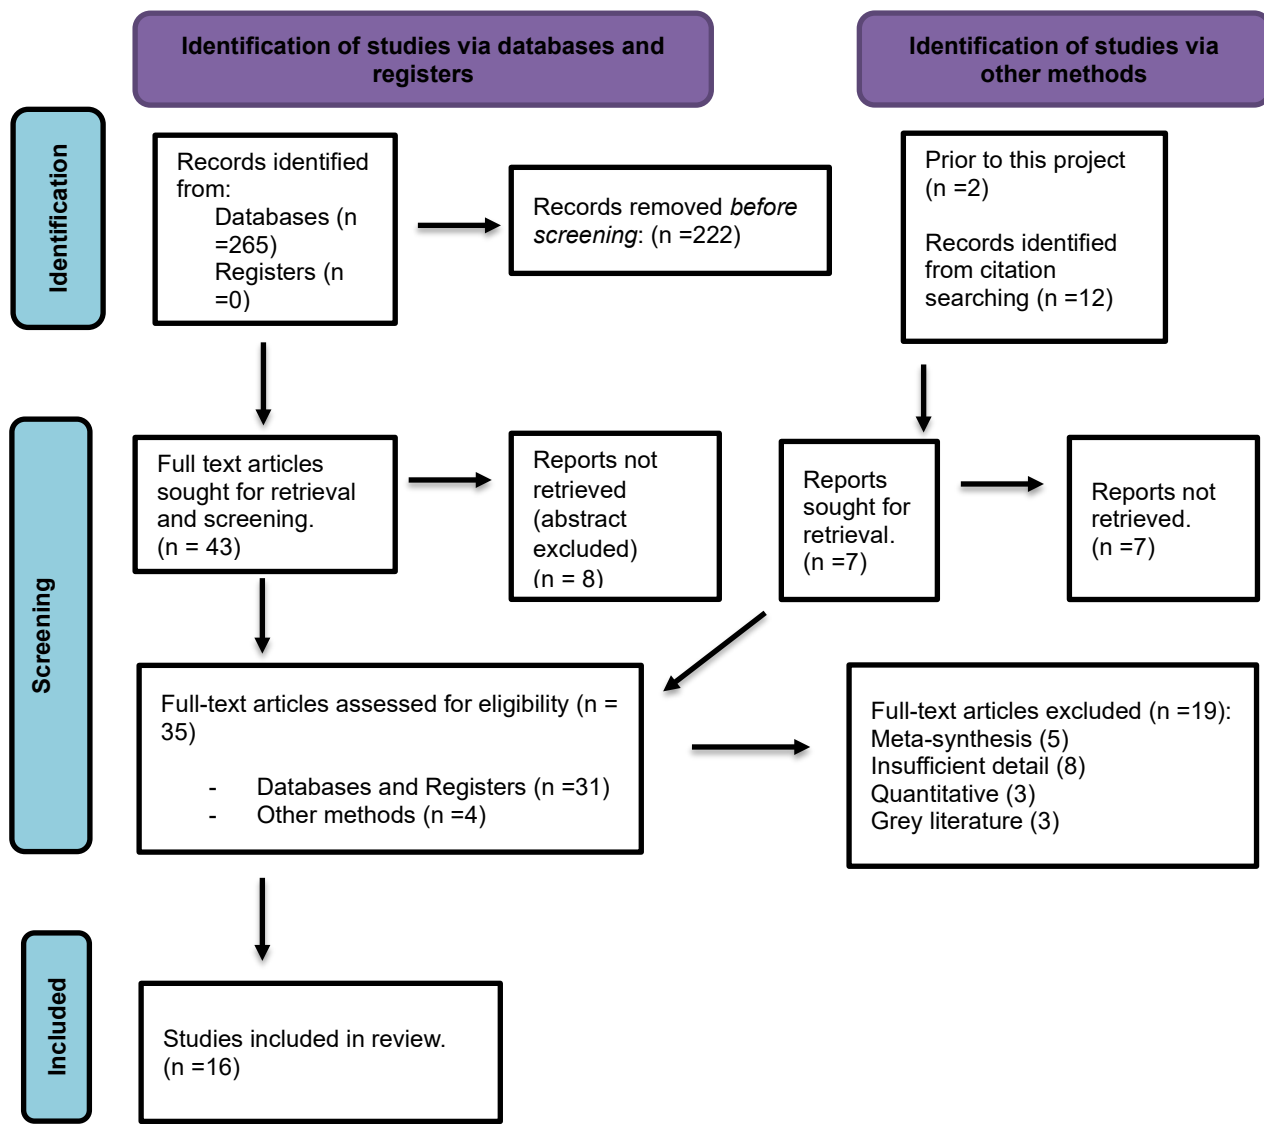 Identification of studies via databases and
registers
Identification of studies via
other methods
Identification
Records identified
from:
Databases (n
=265)
Registers (n
=0)
Records removed before
screening: (n =222)
Prior to this project
(n =2)
Records identified
from citation
searching (n =12)
Screening
Full text articles
sought for retrieval
and screening.
(n = 43)
Reports not
retrieved
(abstract
excluded)
(n = 8)
Reports
sought for
retrieval.
(n =7)
Reports not
retrieved.
(n =7)
Full-text articles assessed for eligibility (n =
35)
- Databases and Registers (n =31)
- Other methods (n =4)
Full-text articles excluded (n =19):
Meta-synthesis (5)
Insufficient detail (8)
Quantitative (3)
Grey literature (3)
Included
Studies included in review.
(n =16)